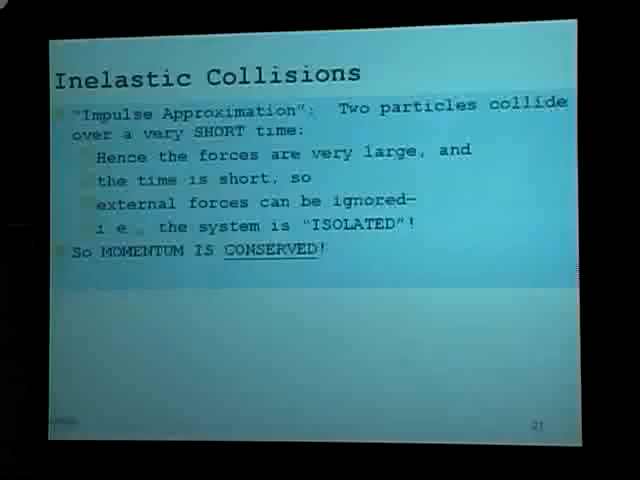 Inelastic Collisions
"Impulse Approximation": Two particles collide
over a very SHORT time:
Hence the forces are very large, and
the time is short, so
external forces can be ignored—
i e. the system is "ISOLATED"!
So MOMENTUM IS CONSERVED!
21